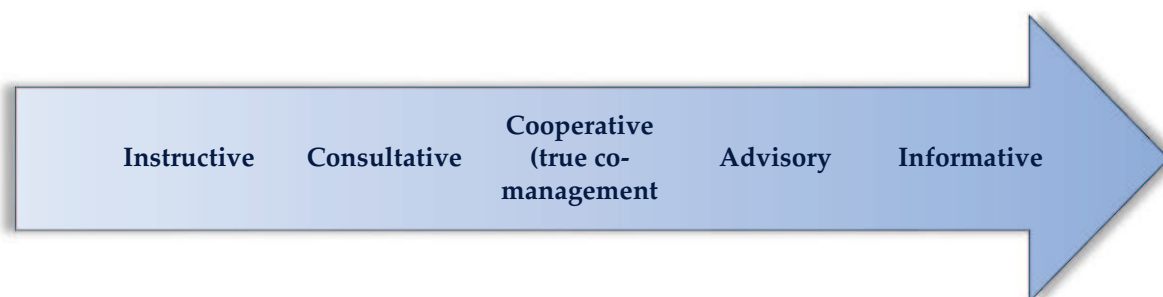 Instructive
Consultative
Cooperative
(true co-
management
Advisory
Informative